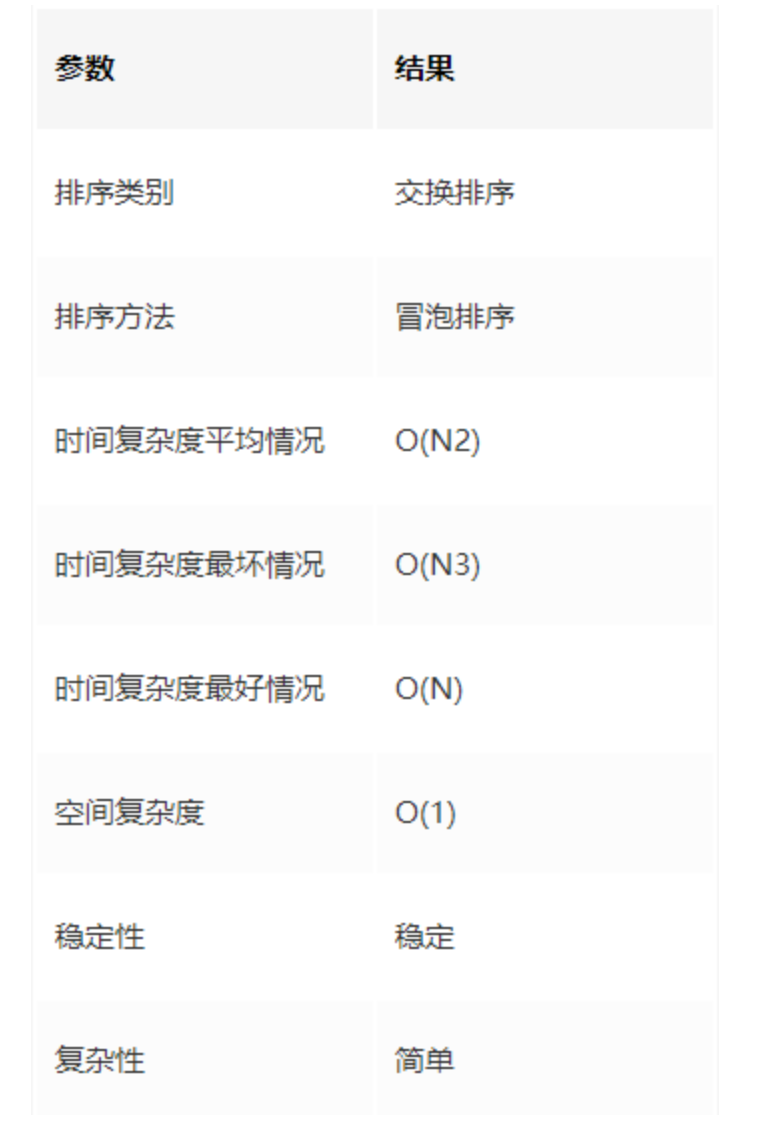 参数 结果
排序类别 交换排序
排序方法 冒泡排序
时间复杂度平均情况 O(N2)
时间复杂度最坏情况 O(N3)
时间复杂度最好情况 O(N)
空间复杂度 O(1)
稳定性 稳定
复杂性 简单